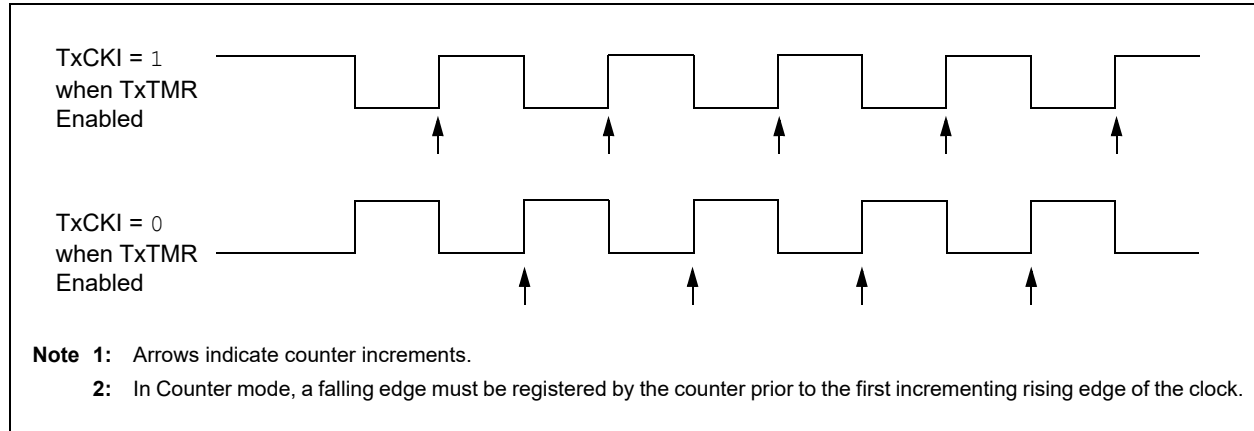 TxCKI = 1
when TxTMR
Enabled
TxCKI = 0
when TxTMR
Enabled
Note 1: Arrows indicate counter increments.
2: In Counter mode, a falling edge must be registered by the counter prior to the first incrementing rising edge of the clock.